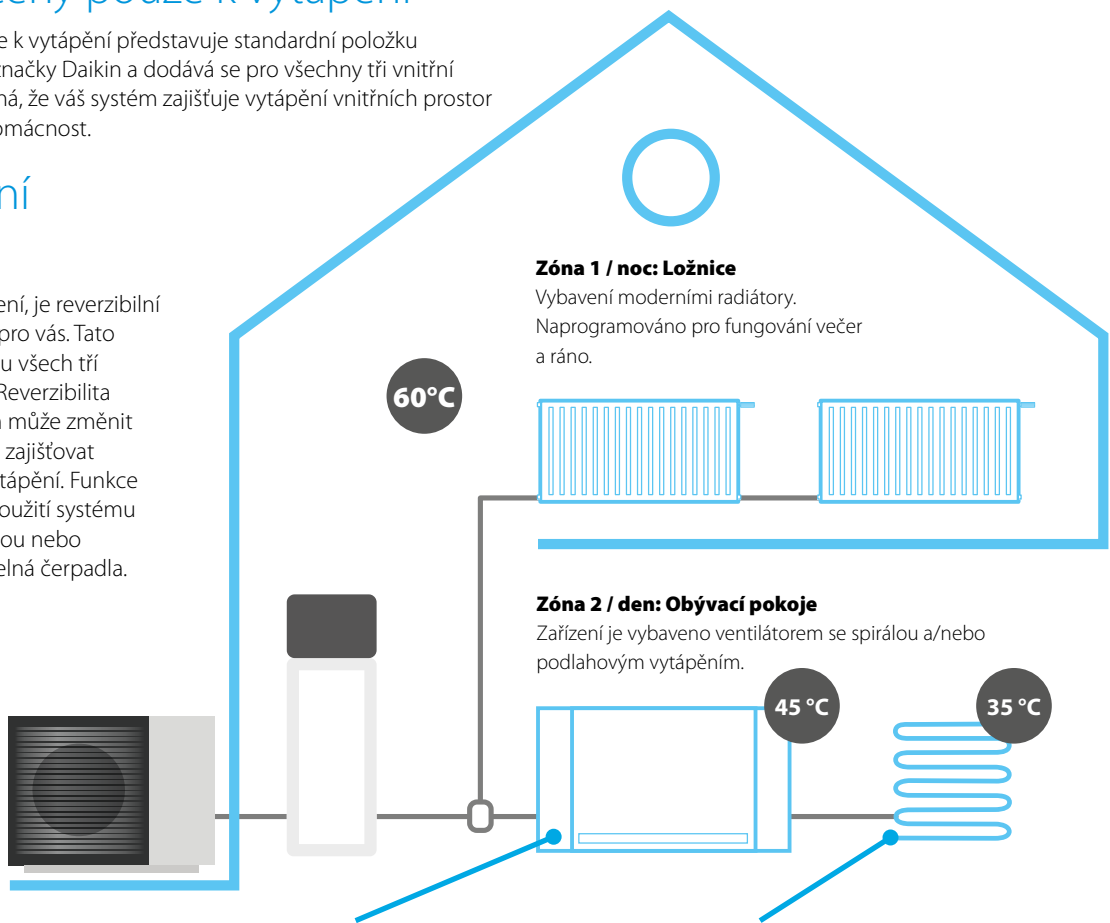 pouze k vytápění
e k vytápění představuje standardní položku
značky Daikin a dodává se pro všechny tři vnitřní
ná, že váš systém zajišťuje vytápění vnitřních prostor
omácnost.
ní
ení, je reverzibilní
pro vás. Tato
u všech tří
Reverzibilita
může změnit
zajišťovat
tápění. Funkce
oužití systému
ou nebo
elná čerpadla.
Zóna 1 / noc: Ložnice
Vybavení moderními radiátory.
Naprogramováno pro fungování večer
a ráno.
60°C
Zóna 2 / den: Obývací pokoje
Zařízení je vybaveno ventilátorem se spirálou a/nebo
podlahovým vytápěním.
45 °C
35 °C